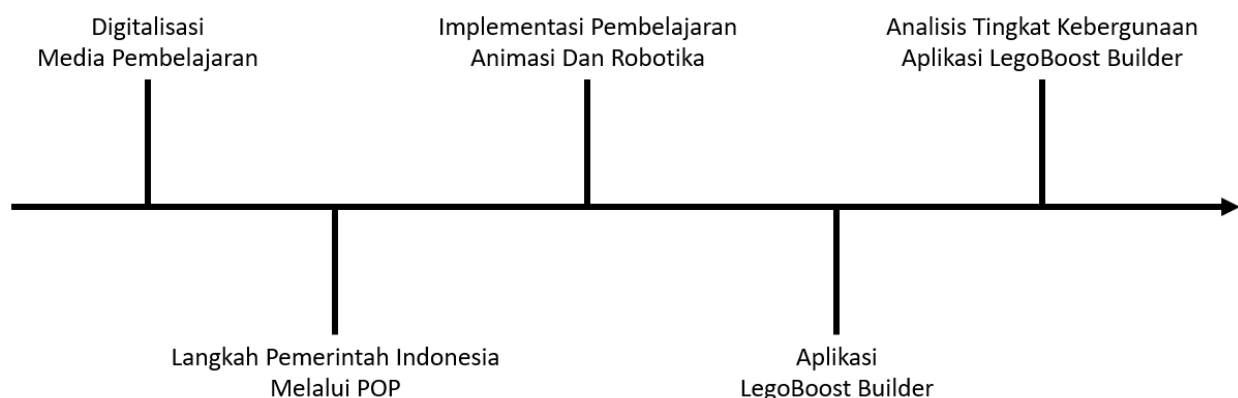 Digitalisasi
Media Pembelajaran
Implementasi Pembelajaran
Animasi Dan Robotika
Analisis Tingkat Kebergunaan
Aplikasi LegoBoost Builder
Langkah Pemerintah Indonesia
Melalui POP
Aplikasi
LegoBoost Builder